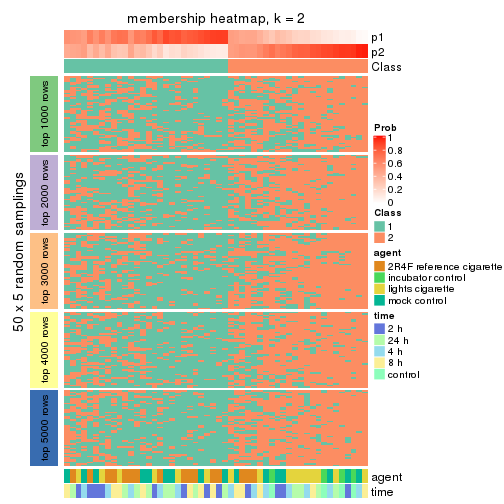 membership heatmap, k = 2
p1
p2
Class
50 x 5 random samplings
top 1000 rows
top 2000 rows
top 3000 rows
top 4000 rows
top 5000 rows
agent
time
Prob
1
0.8
0.6
0.4
0.2
0
Class
1
2
agent
2R4F reference cigarette
incubator control
lights cigarette
mock control
time
2 h
24 h
4 h
8 h
control